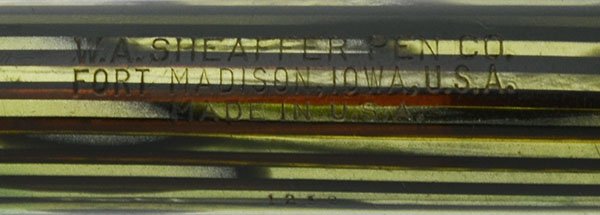 W.A. SHEAFFER PEN CO.
FORT MADISON, IOWA, U.S.A.
MADE IN U.S.A.